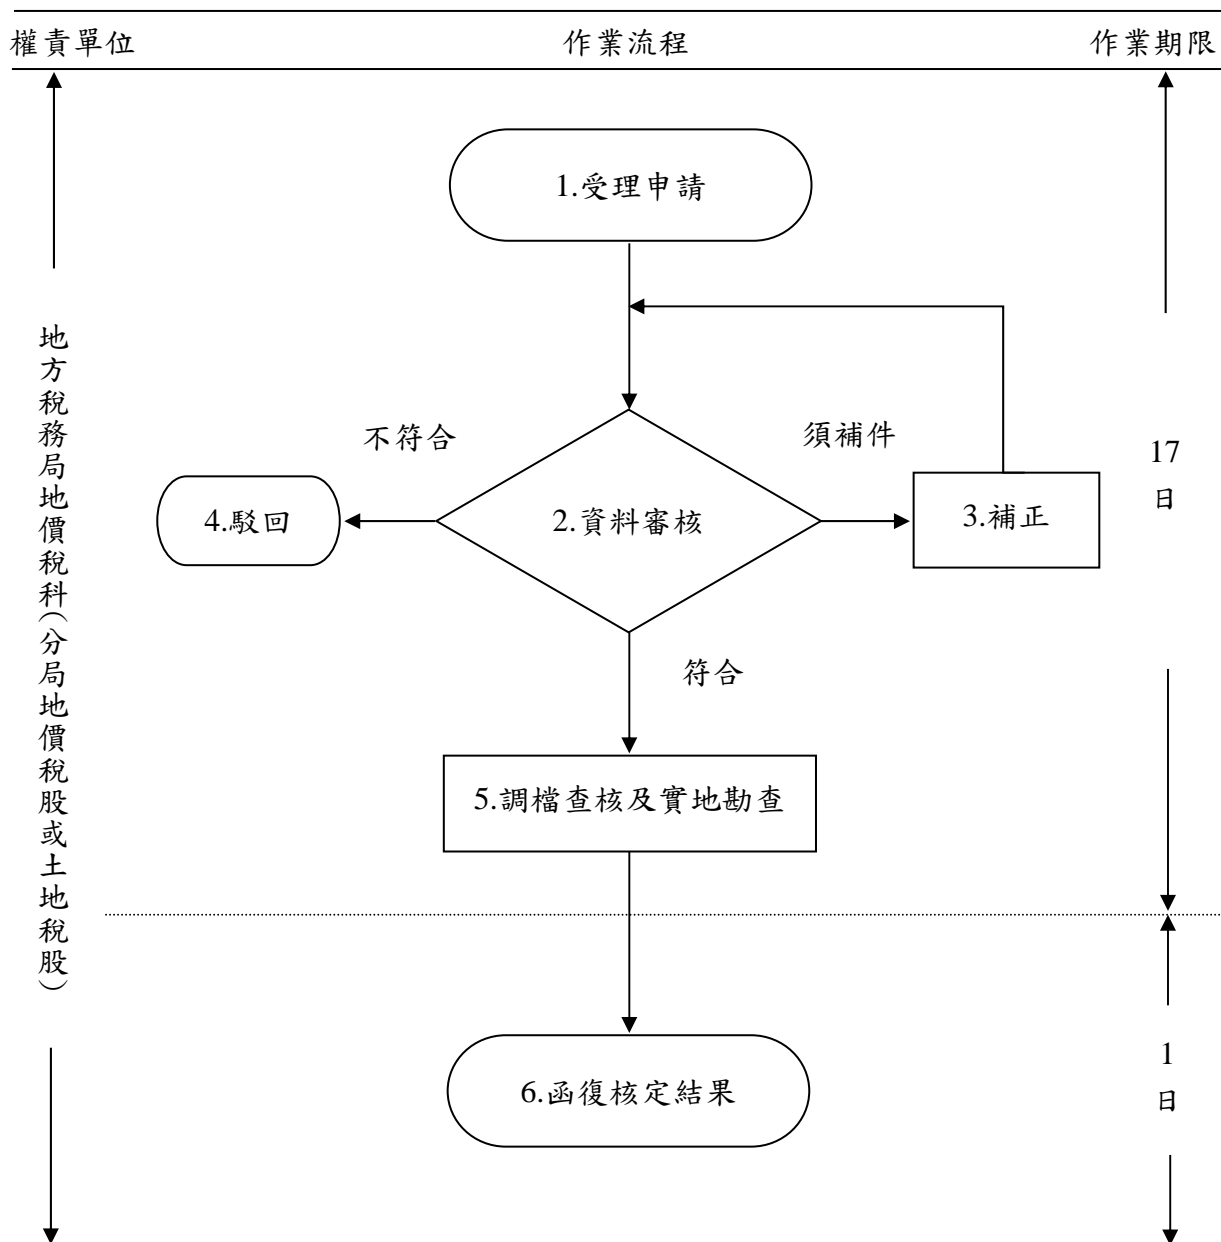 權責單位
作業流程
作業期限
1.受理申請
地方稅務局地價稅科(分局地價稅股或土地稅股)
不符合
須補件
17
日
4.駁回
2.資料審核
3.補正
符合
5.調檔查核及實地勘查
6.函復核定結果
1
日